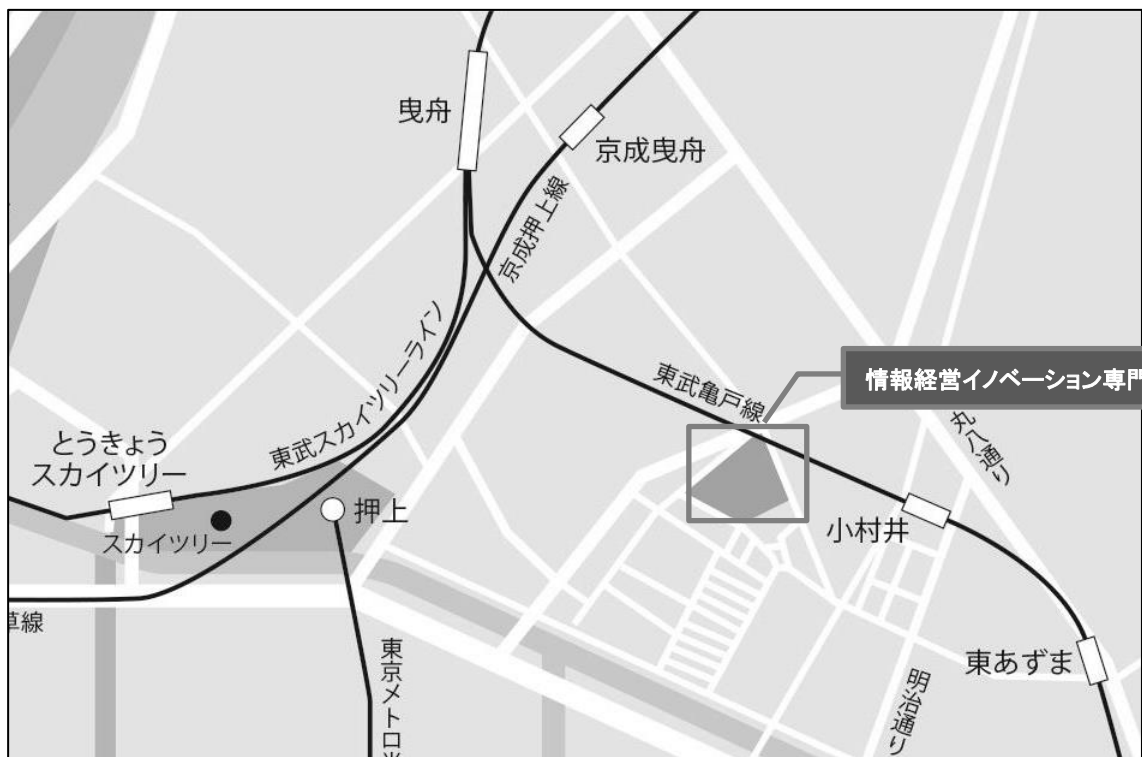 曳舟
京成曳舟
京成押上線
東武スカイツリーライン
東武亀戸線
情報経営イノベーション専門
丸八通り
とうきょう
スカイツリー
スカイツリー
押上
小村井
草線
東京メトロ
東あずま
明治通り